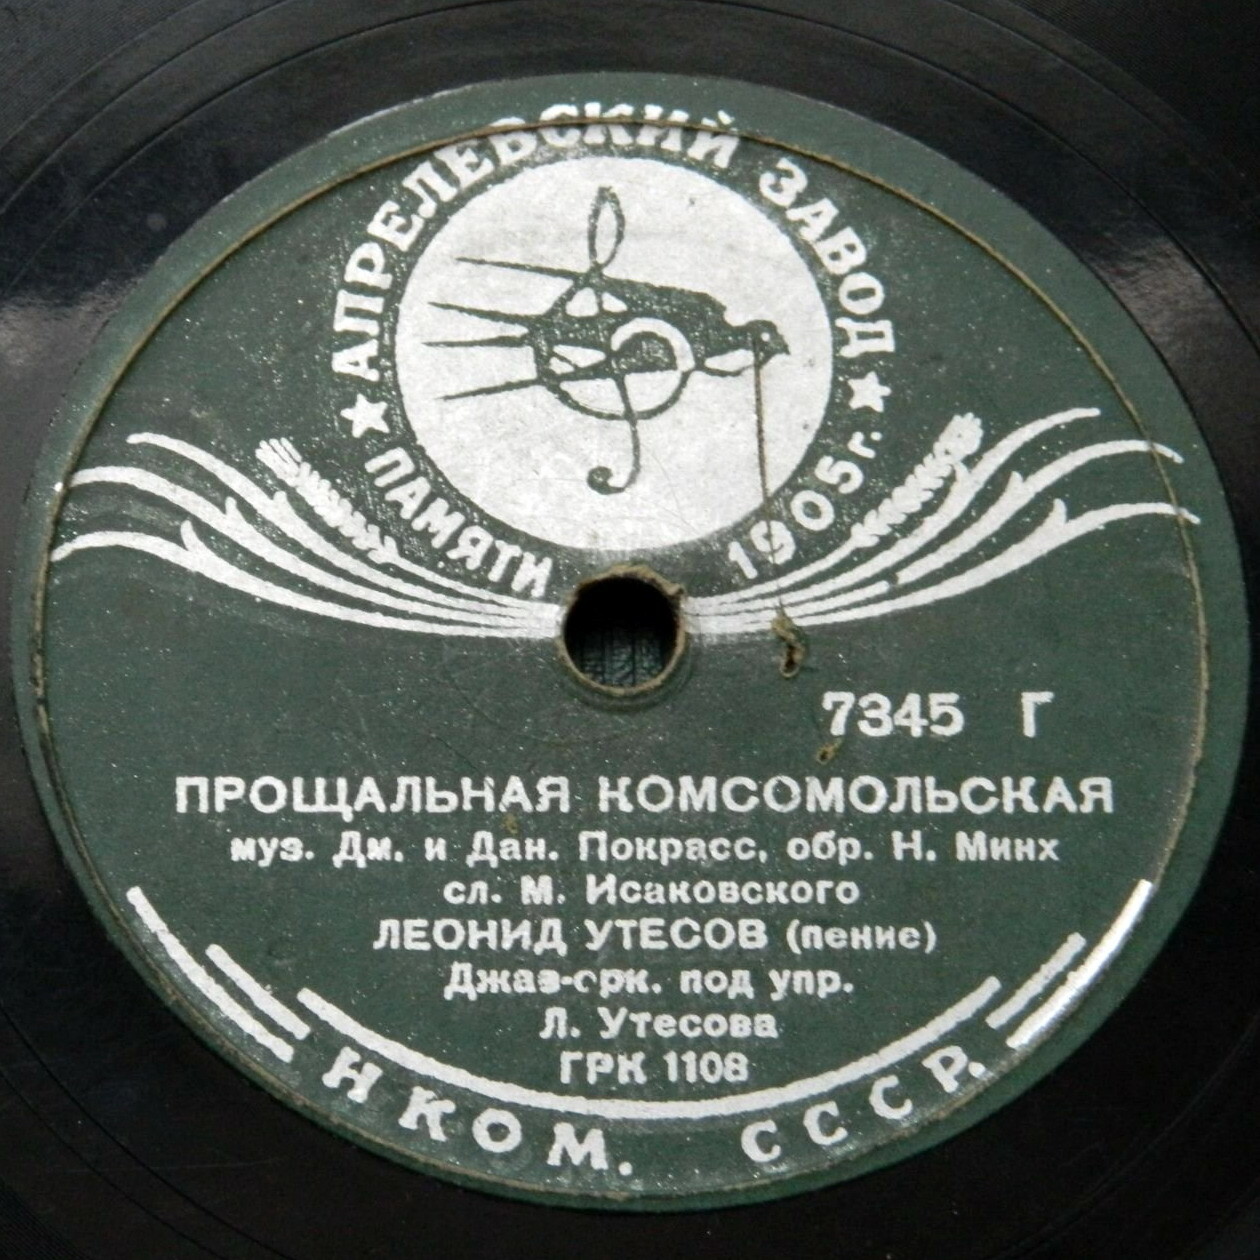 АПРЕЛЕВСКИЙ ЗАВОД
ПАМЯТИ 1905 г.
7345 Г
ПРОЩАЛЬНАЯ КОМСОМОЛЬСКАЯ
муз. Дм. и Дан. Покрасс, обр. Н. Минх
сл. М. Исаковского
ЛЕОНИД УТЕСОВ (пение)
Джаз-орк. под упр.
Л. Утесова
ГРК 1108
НКОМ. СССР.